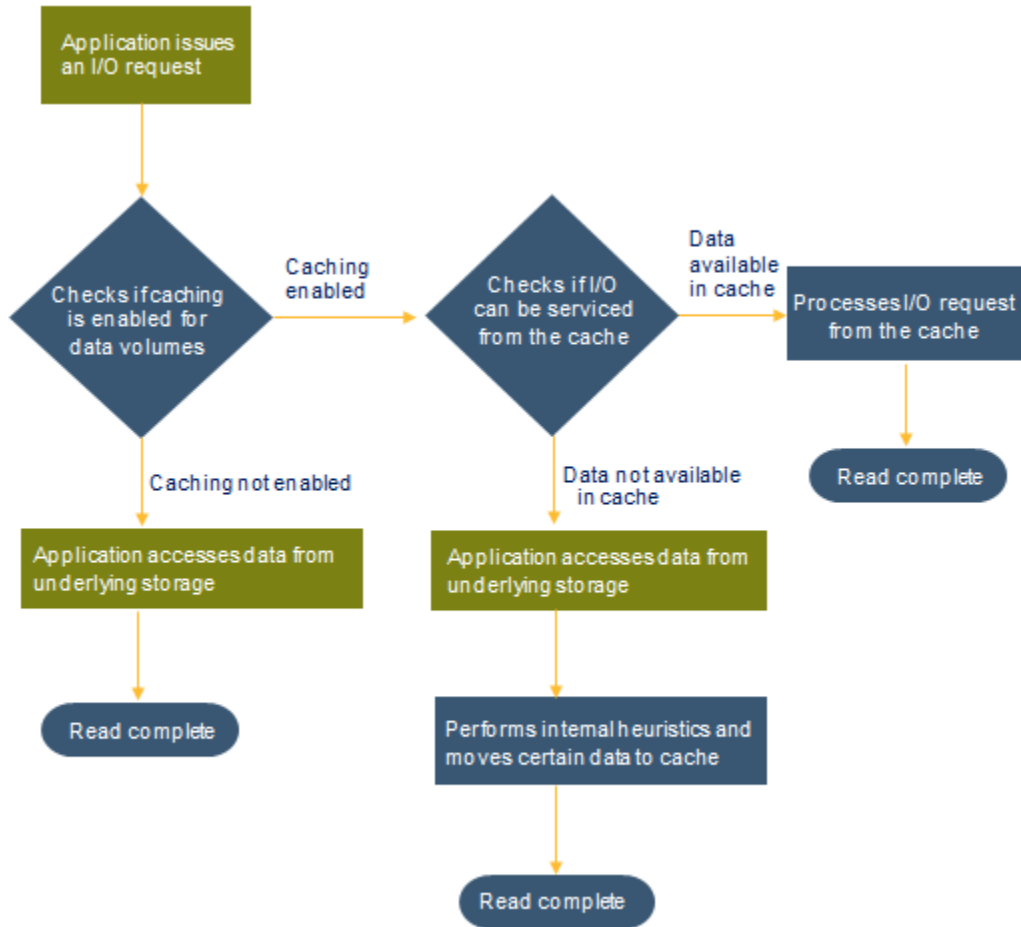 Application issues
an I/O request
Checks if caching
is enabled for
data volumes
Caching
enabled
Checks if I/O
can be serviced
from the cache
Data
available
in cache
Processes I/O request
from the cache
Read complete
Caching not enabled
Data not available
in cache
Application accesses data from
underlying storage
Application accesses data from
underlying storage
Read complete
Performs internal heuristics and
moves certain data to cache
Read complete